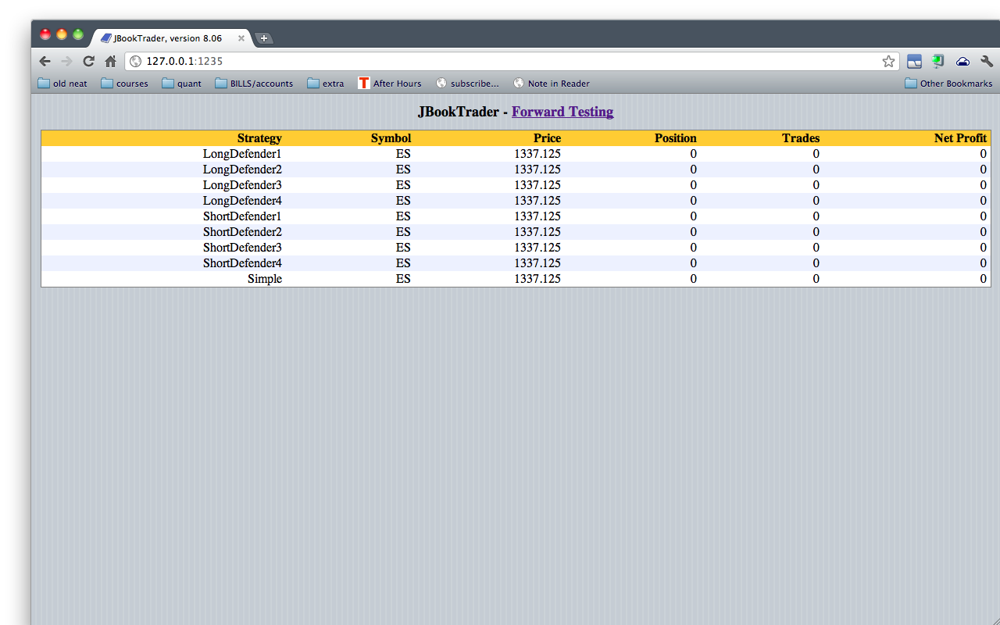 JBookTrader, version 8.06
127.0.0.1:1235
old neat courses quant BILLS/accounts extra T After Hours subscribe... Note in Reader Other Bookmarks
JBookTrader - Forward Testing
Strategy Symbol Price Position Trades Net Profit
LongDefender1 ES 1337.125 0 0 0
LongDefender2 ES 1337.125 0 0 0
LongDefender3 ES 1337.125 0 0 0
LongDefender4 ES 1337.125 0 0 0
ShortDefender1 ES 1337.125 0 0 0
ShortDefender2 ES 1337.125 0 0 0
ShortDefender3 ES 1337.125 0 0 0
ShortDefender4 ES 1337.125 0 0 0
Simple ES 1337.125 0 0 0